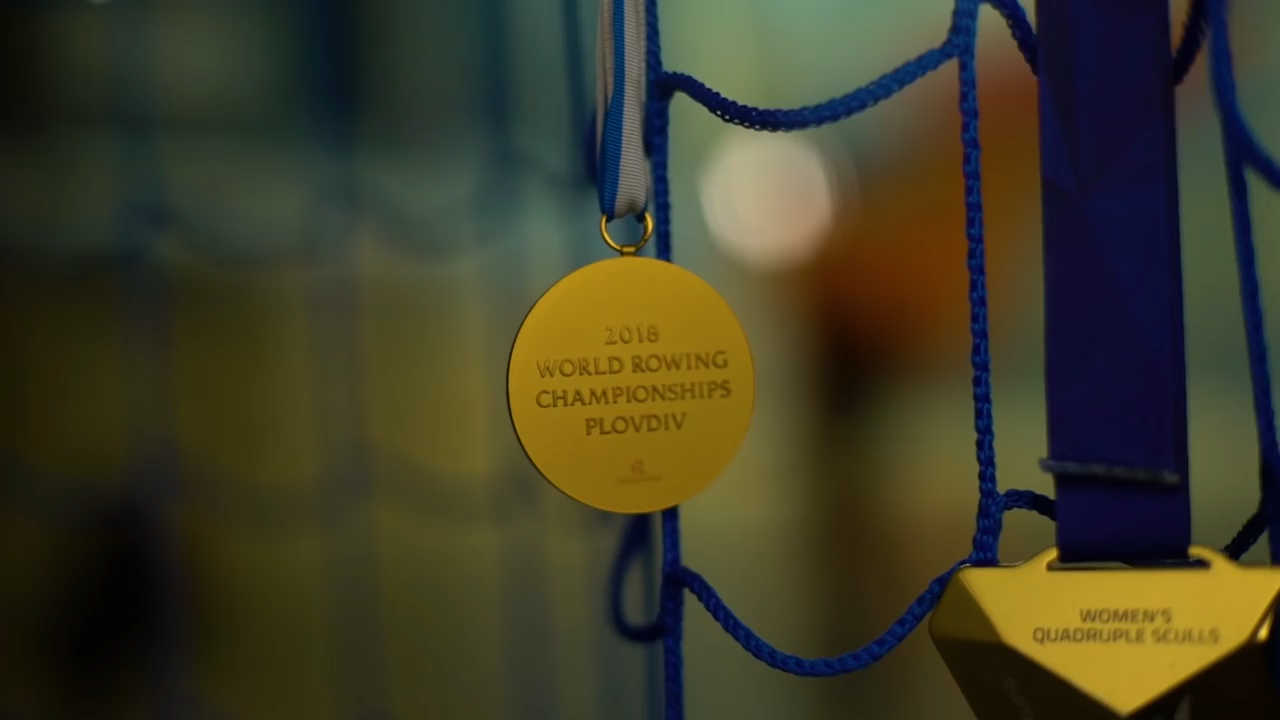 2018
WORLD ROWING
CHAMPIONSHIPS
PLOVDIV
WOMEN'S
QUADRUPLE SCULLS